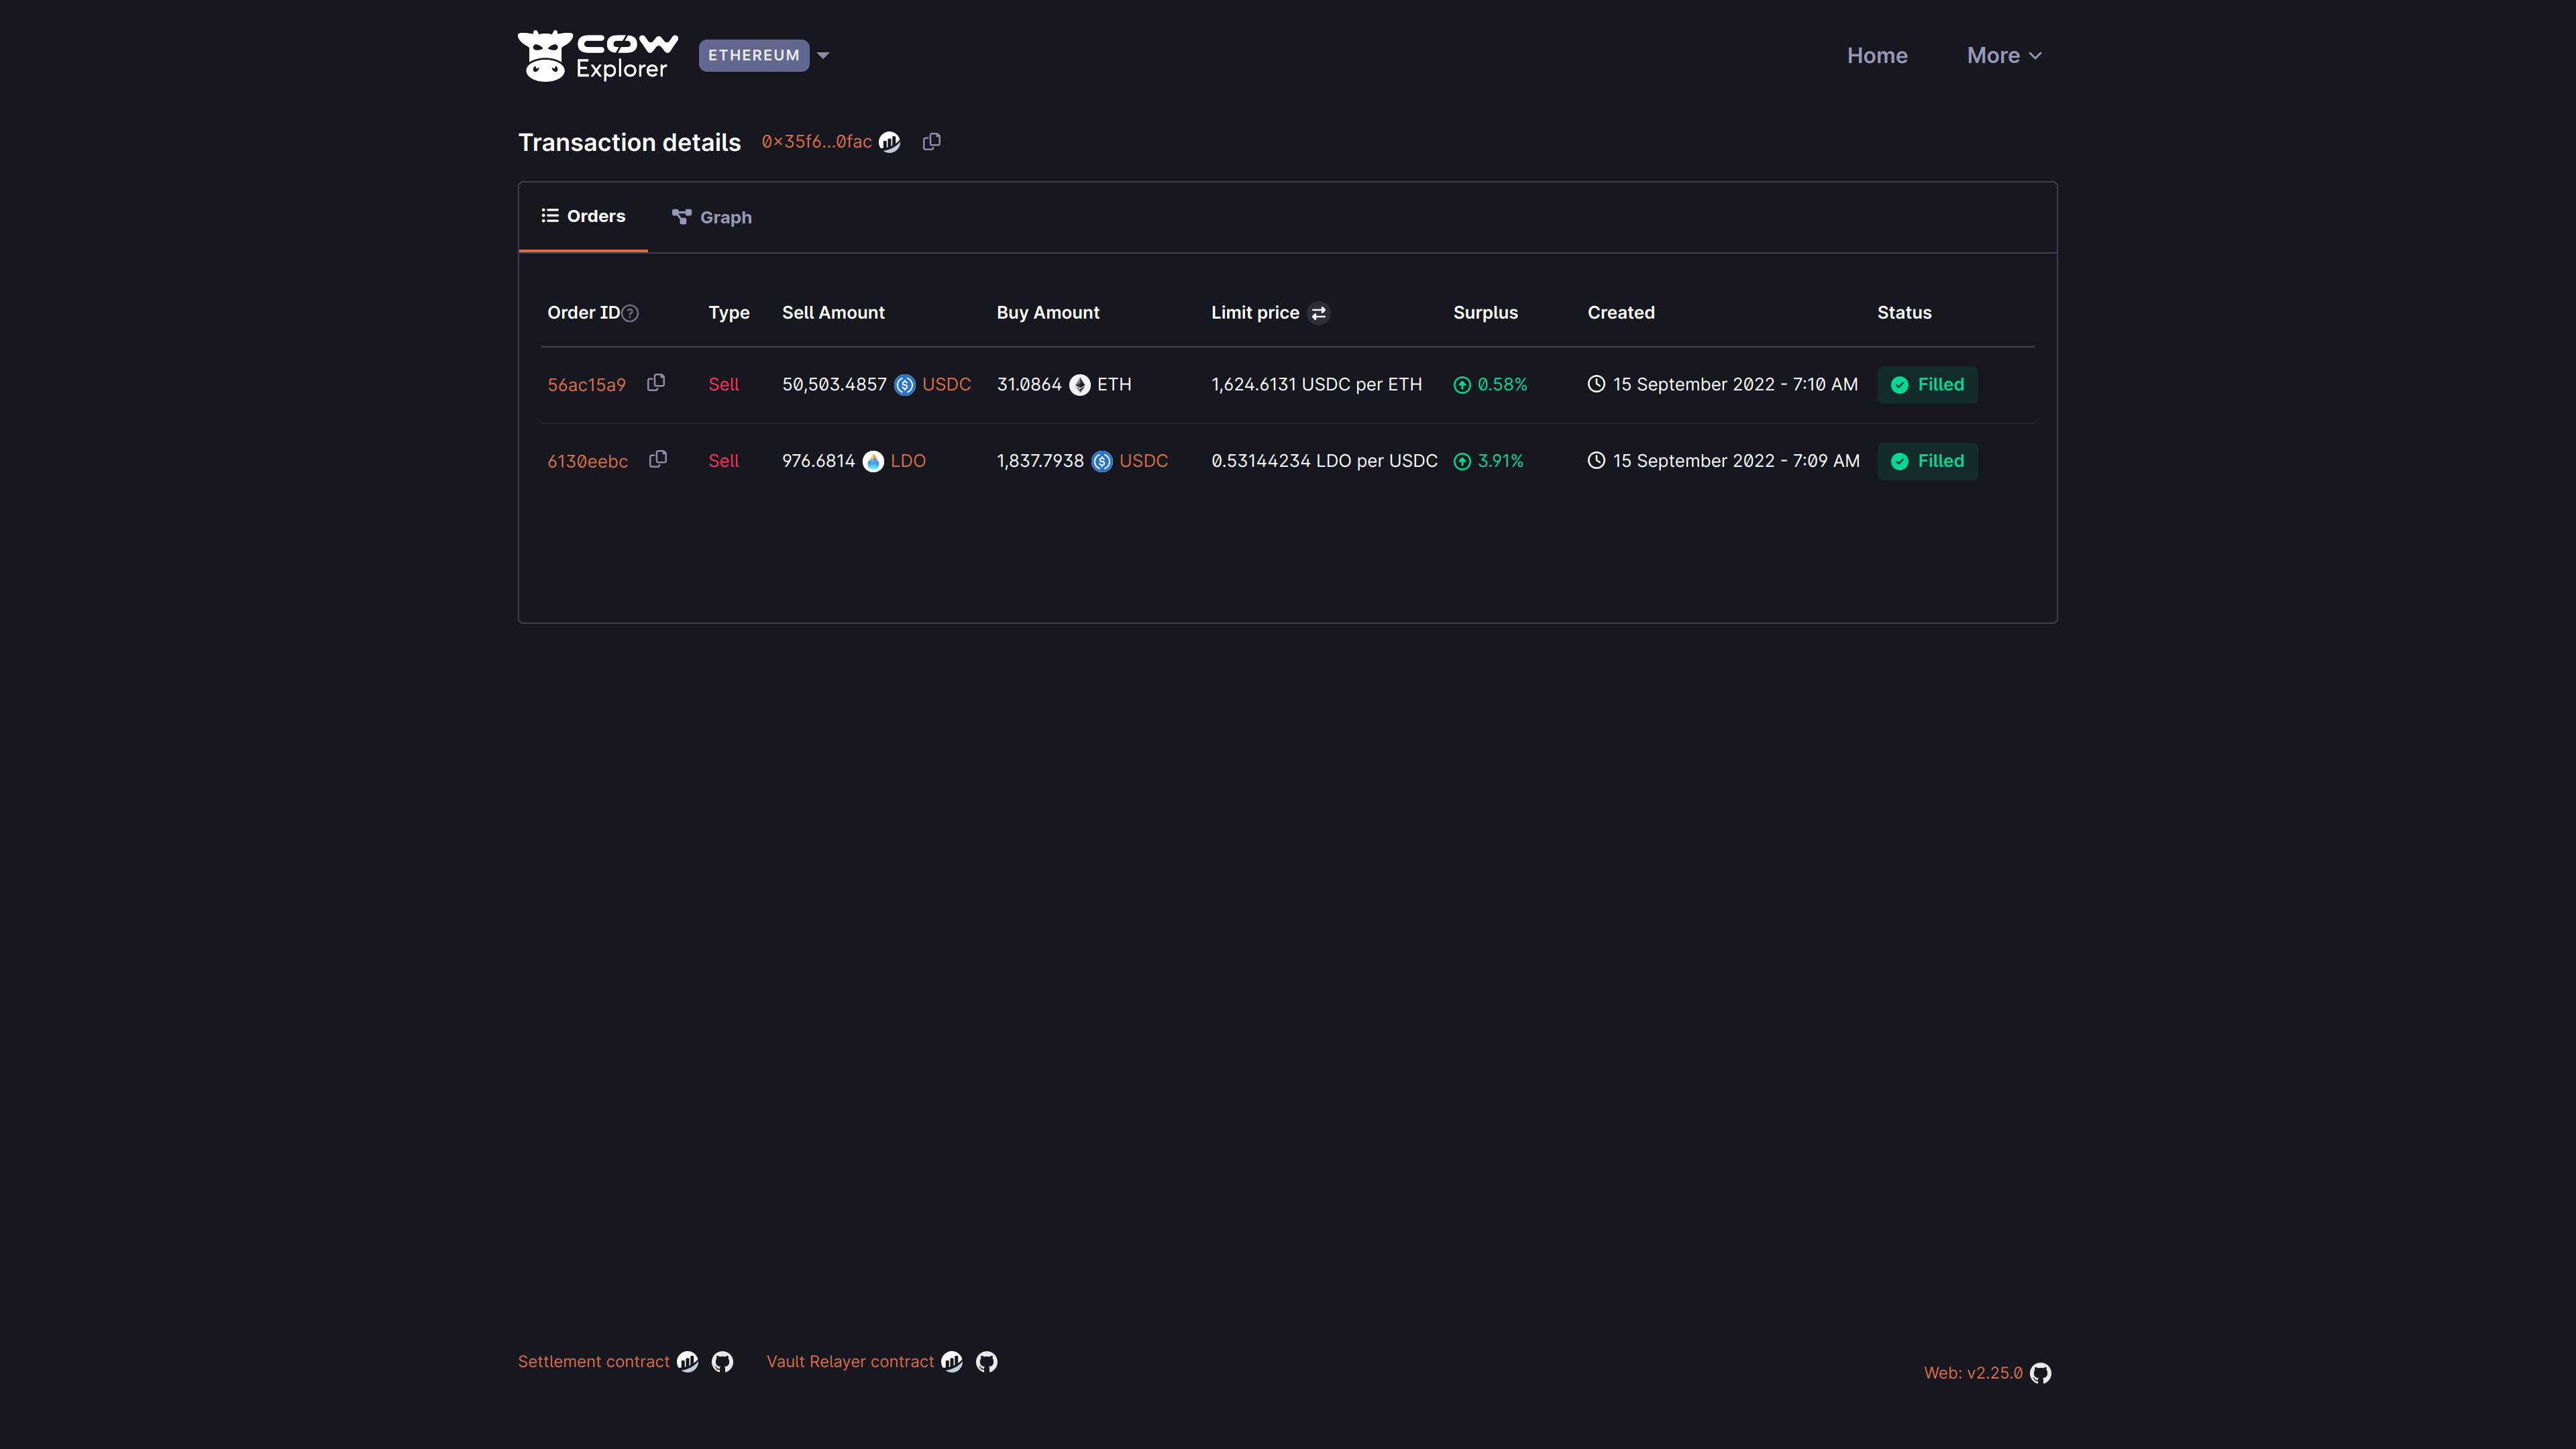 COW
Explorer
ETHEREUM
Home
More
Transaction details 0x35f6...0fac
Orders
Graph
Order ID Type Sell Amount Buy Amount Limit price Surplus Created Status
56ac15a9 Sell 50,503.4857 USDC 31.0864 ETH 1,624.6131 USDC per ETH 0.58% 15 September 2022 - 7:10 AM Filled
6130eebc Sell 976.6814 LDO 1,837.7938 USDC 0.53144234 LDO per USDC 3.91% 15 September 2022 - 7:09 AM Filled
Settlement contract
Vault Relayer contract
Web: v2.25.0